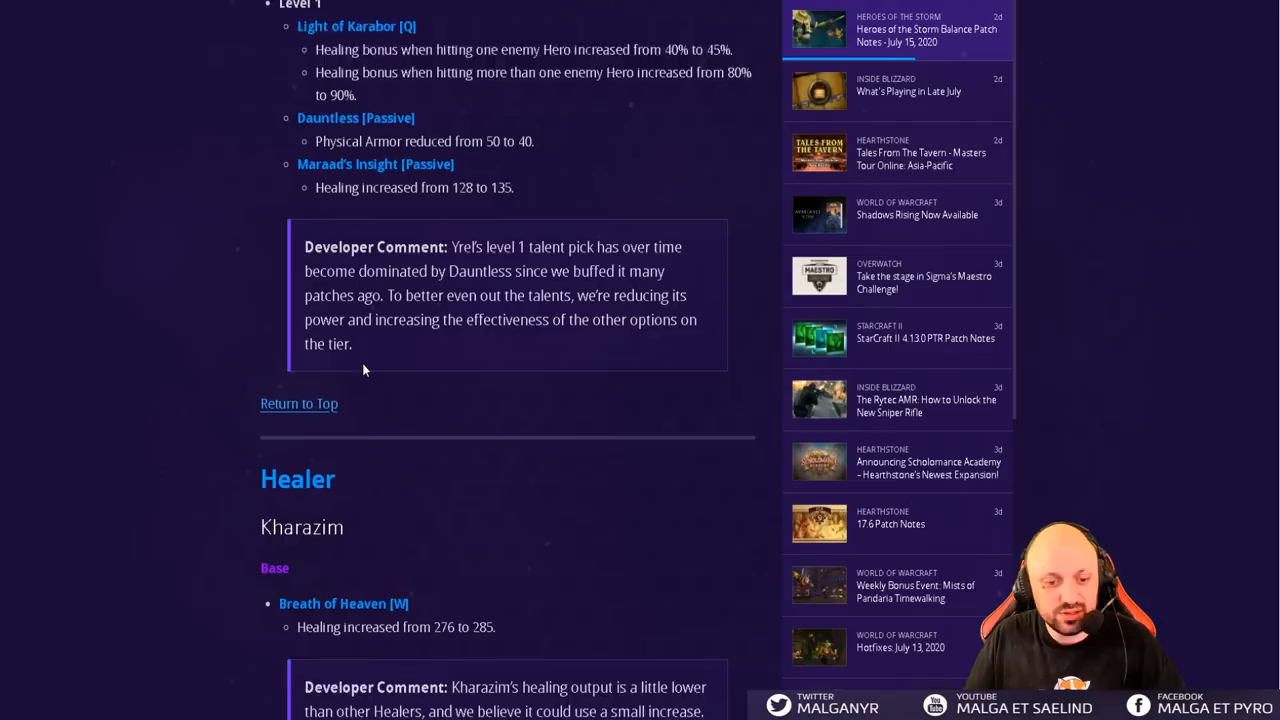 Level 1
Light of Karabor [Q]
Healing bonus when hitting one enemy Hero increased from 40% to 45%.
Healing bonus when hitting more than one enemy Hero increased from 80%
to 90%.
Dauntless [Passive]
Physical Armor reduced from 50 to 40.
Maraad's Insight [Passive]
Healing increased from 128 to 135.
Developer Comment: Yrel's level 1 talent pick has over time
become dominated by Dauntless since we buffed it many
patches ago. To better even out the talents, we're reducing its
power and increasing the effectiveness of the other options on
the tier.
Return to Top
Healer
Kharazim
Base
Breath of Heaven [W]
Healing increased from 276 to 285.
Developer Comment: Kharazim's healing output is a little lower
than other Healers, and we believe it could use a small increase.
HEROES OF THE STORM 2d
Heroes of the Storm Balance Patch
Notes - July 15, 2020
INSIDE BLIZZARD 2d
What's Playing in Late July
TALES FROM
THE TAVERN
HEARTHSTONE 2d
Tales From The Tavern - Masters
Tour Online: Asia-Pacific
WORLD OF WARCRAFT 3d
Shadows Rising Now Available
MAESTRO
OVERWATCH 3d
Take the stage in Sigma's Maestro
Challenge!
STARCRAFT II 3d
StarCraft II 4.13.0 PTR Patch Notes
INSIDE BLIZZARD 3d
The Rytec AMR: How to Unlock the
New Sniper Rifle
HEARTHSTONE 3d
Announcing Scholomance Academy
– Hearthstone's Newest Expansion!
HEARTHSTONE 3d
17.6 Patch Notes
WORLD OF WARCRAFT 3d
Weekly Bonus Event: Mists of
Pandaria Timewalking
WORLD OF WARCRAFT
Hotfixes: July 13, 2020
TWITTER
MALGANYR
YOUTUBE
MALGA ET SAELIND
FACEBOOK
MALGA ET PYRO